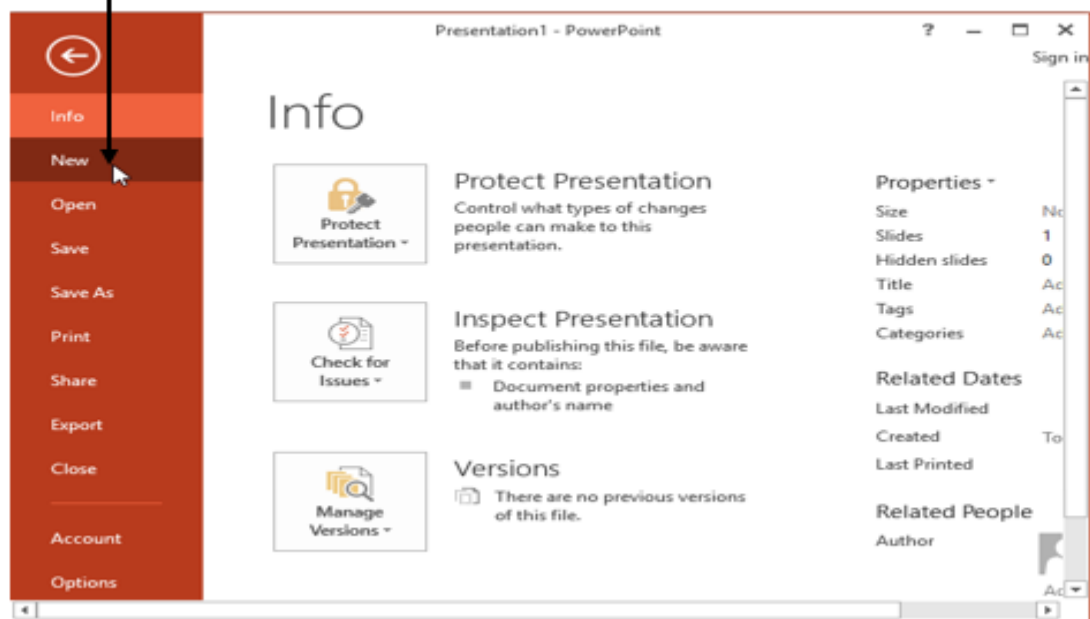 Presentation1 - PowerPoint
?
Sign in
Info
New
Open
Save
Save As
Print
Share
Export
Close
Account
Options
Info
Protect
Presentation
Protect Presentation
Control what types of changes
people can make to this
presentation.
Check for
Issues
Inspect Presentation
Before publishing this file, be aware
that it contains:
Document properties and
author's name
Manage
Versions
Versions
There are no previous versions
of this file.
Properties
Size
Slides 1
Hidden slides 0
Title
Tags
Categories
Related Dates
Last Modified
Created To
Last Printed
Related People
Author